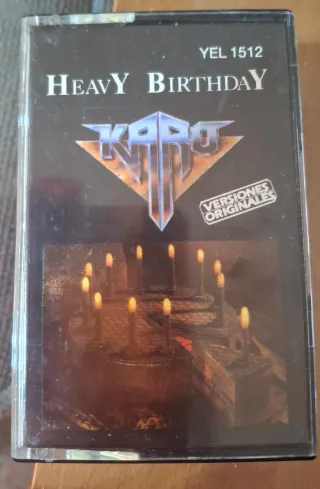 YEL 1512
HEAVY BIRTHDAY
KARO
VERSIONES
ORIGINALES